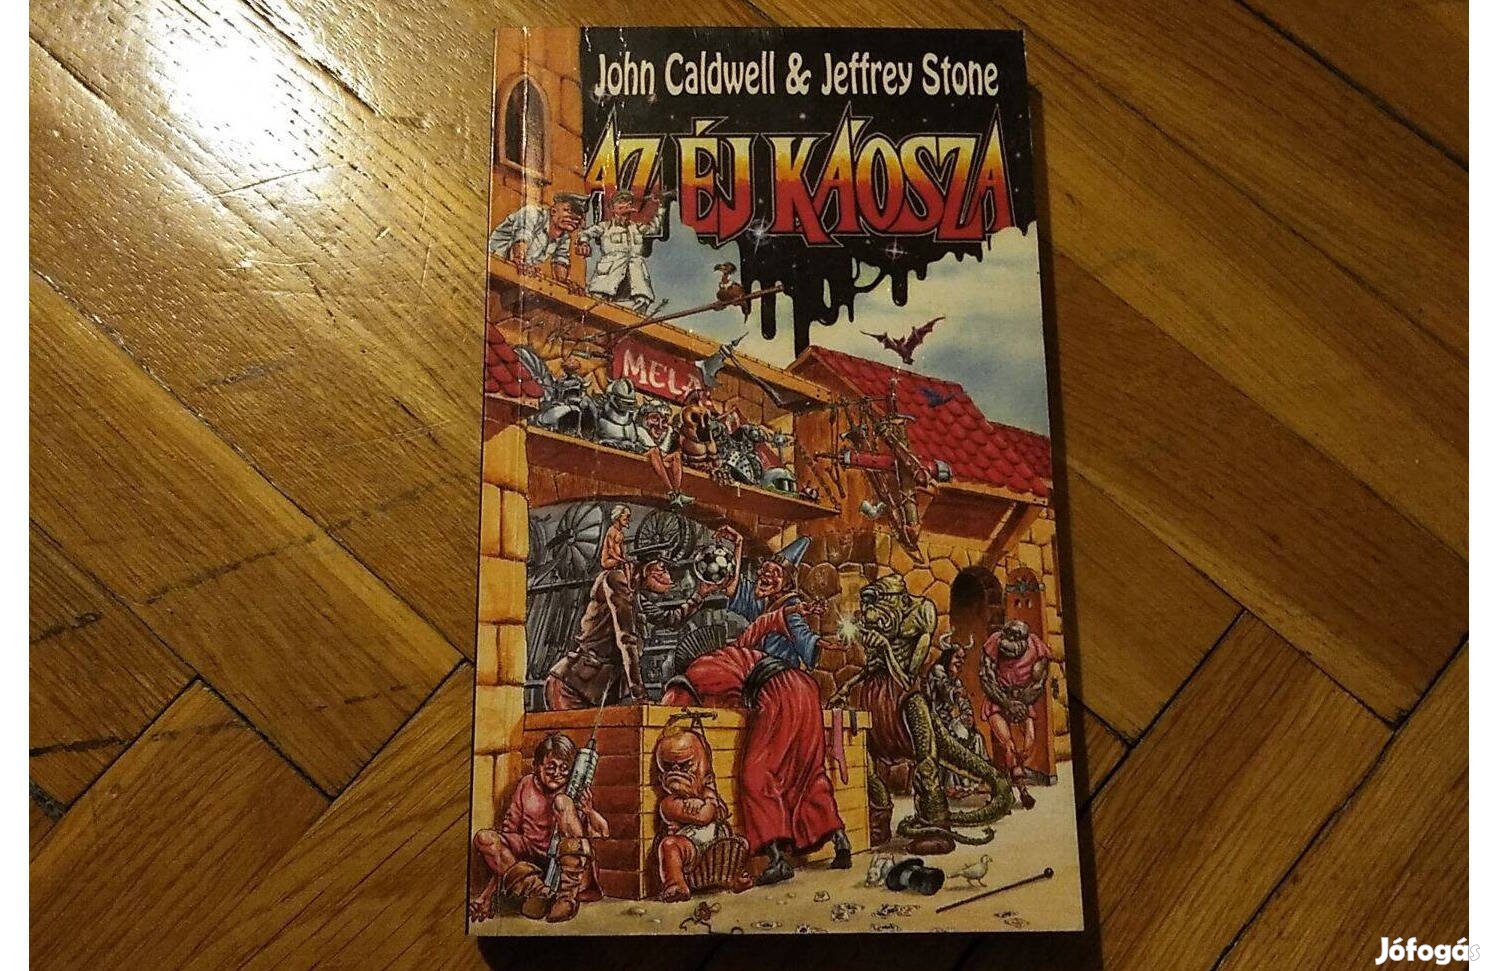 John Caldwell & Jeffrey Stone
AZ ÉJ KÁOSZA
MELA
Jófogás